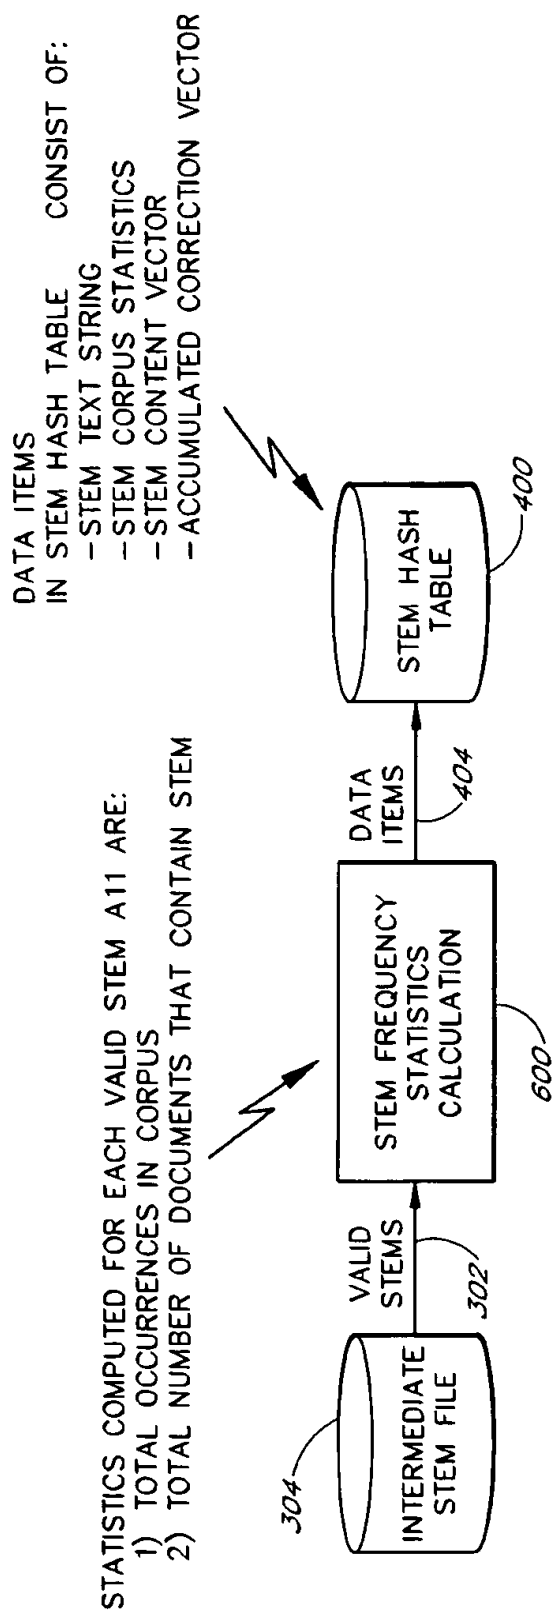 DATA ITEMS
IN STEM HASH TABLE CONSIST OF:
-STEM TEXT STRING
-STEM CORPUS STATISTICS
-STEM CONTENT VECTOR
-ACCUMULATED CORRECTION VECTOR
STATISTICS COMPUTED FOR EACH VALID STEM A11 ARE:
1) TOTAL OCCURRENCES IN CORPUS
2) TOTAL NUMBER OF DOCUMENTS THAT CONTAIN STEM
304
INTERMEDIATE
STEM FILE
VALID
STEMS
302
STEM FREQUENCY
STATISTICS
CALCULATION
600
DATA
ITEMS
404
STEM HASH
TABLE
400